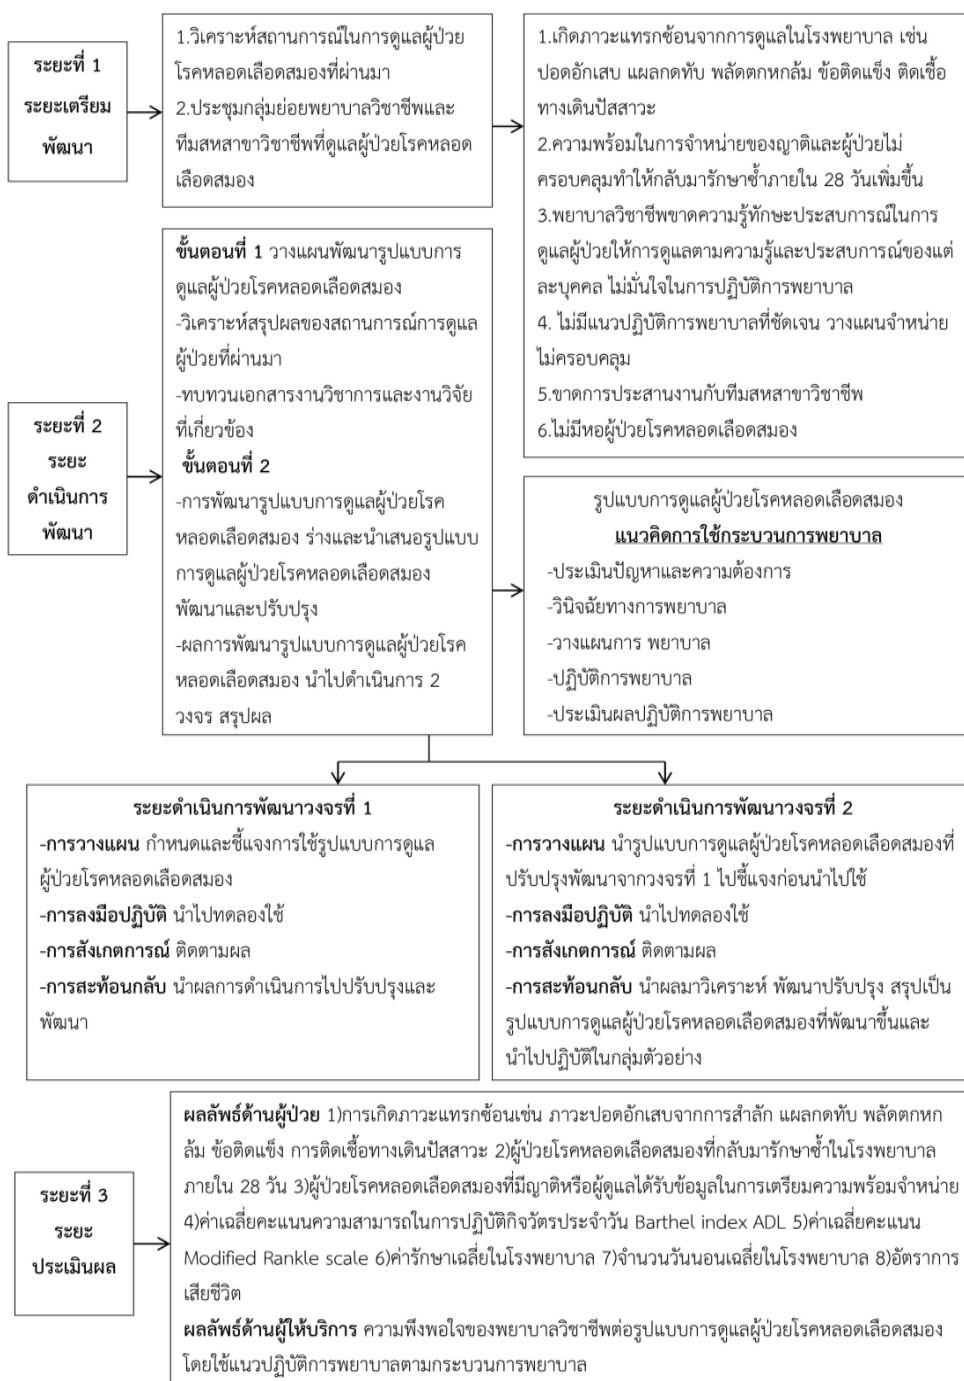 ระยะที่ 1
ระยะเตรียม
พัฒนา
1.วิเคราะห์สถานการณ์ในการดูแลผู้ป่วย
โรคหลอดเลือดสมองที่ผ่านมา
2.ประชุมกลุ่มย่อยพยาบาลวิชาชีพและ
ทีมสหสาขาวิชาชีพที่ดูแลผู้ป่วยโรคหลอด
เลือดสมอง
1.เกิดภาวะแทรกซ้อนจากการดูแลในโรงพยาบาล เช่น
ปอดอักเสบ แผลกดทับ พลัดตกหกล้ม ข้อติดแข็ง ติดเชื้อ
ทางเดินปัสสาวะ
2.ความพร้อมในการจำหน่ายของญาติและผู้ป่วยไม่
ครอบคลุมทำให้กลับมารักษาซ้ำภายใน 28 วันเพิ่มขึ้น
3.พยาบาลวิชาชีพขาดความรู้ทักษะประสบการณ์ในการ
ดูแลผู้ป่วยให้การดูแลตามความรู้และประสบการณ์ของแต่
ละบุคคล ไม่มั่นใจในการปฏิบัติการพยาบาล
4. ไม่มีแนวปฏิบัติการพยาบาลที่ชัดเจน วางแผนจำหน่าย
ไม่ครอบคลุม
5.ขาดการประสานงานกับทีมสหสาขาวิชาชีพ
6.ไม่มีหอผู้ป่วยโรคหลอดเลือดสมอง
ระยะที่ 2
ระยะ
ดำเนินการ
พัฒนา
ขั้นตอนที่ 1 วางแผนพัฒนารูปแบบการ
ดูแลผู้ป่วยโรคหลอดเลือดสมอง
-วิเคราะห์สรุปผลของสถานการณ์การดูแล
ผู้ป่วยที่ผ่านมา
-ทบทวนเอกสารงานวิชาการและงานวิจัย
ที่เกี่ยวข้อง
ขั้นตอนที่ 2
-การพัฒนารูปแบบการดูแลผู้ป่วยโรค
หลอดเลือดสมอง ร่างและนำเสนอรูปแบบ
การดูแลผู้ป่วยโรคหลอดเลือดสมอง
พัฒนาและปรับปรุง
-ผลการพัฒนารูปแบบการดูแลผู้ป่วยโรค
หลอดเลือดสมอง นำไปดำเนินการ 2
วงจร สรุปผล
รูปแบบการดูแลผู้ป่วยโรคหลอดเลือดสมอง
แนวคิดการใช้กระบวนการพยาบาล
-ประเมินปัญหาและความต้องการ
-วินิจฉัยทางการพยาบาล
-วางแผนการ พยาบาล
-ปฏิบัติการพยาบาล
-ประเมินผลปฏิบัติการพยาบาล
ระยะดำเนินการพัฒนาวงจรที่ 1
-การวางแผน กำหนดและชี้แจงการใช้รูปแบบการดูแล
ผู้ป่วยโรคหลอดเลือดสมอง
-การลงมือปฏิบัติ นำไปทดลองใช้
-การสังเกตการณ์ ติดตามผล
-การสะท้อนกลับ นำผลการดำเนินการไปปรับปรุงและ
พัฒนา
ระยะดำเนินการพัฒนาวงจรที่ 2
-การวางแผน นำรูปแบบการดูแลผู้ป่วยโรคหลอดเลือดสมองที่
ปรับปรุงพัฒนาจากวงจรที่ 1 ไปชี้แจงก่อนนำไปใช้
-การลงมือปฏิบัติ นำไปทดลองใช้
-การสังเกตการณ์ ติดตามผล
-การสะท้อนกลับ นำผลมาวิเคราะห์ พัฒนาปรับปรุง สรุปเป็น
รูปแบบการดูแลผู้ป่วยโรคหลอดเลือดสมองที่พัฒนาขึ้นและ
นำไปปฏิบัติในกลุ่มตัวอย่าง
ระยะที่ 3
ระยะ
ประเมินผล
ผลลัพธ์ด้านผู้ป่วย 1)การเกิดภาวะแทรกซ้อนเช่น ภาวะปอดอักเสบจากการสำลัก แผลกดทับ พลัดตกหก
ล้ม ข้อติดแข็ง การติดเชื้อทางเดินปัสสาวะ 2)ผู้ป่วยโรคหลอดเลือดสมองที่กลับมารักษาซ้ำในโรงพยาบาล
ภายใน 28 วัน 3)ผู้ป่วยโรคหลอดเลือดสมองที่มีญาติหรือผู้ดูแลได้รับข้อมูลในการเตรียมความพร้อมจำหน่าย
4)ค่าเฉลี่ยคะแนนความสามารถในการปฏิบัติกิจวัตรประจำวัน Barthel index ADL 5)ค่าเฉลี่ยคะแนน
Modified Rankle scale 6)ค่ารักษาเฉลี่ยในโรงพยาบาล 7)จำนวนวันนอนเฉลี่ยในโรงพยาบาล 8)อัตราการ
เสียชีวิต
ผลลัพธ์ด้านผู้ให้บริการ ความพึงพอใจของพยาบาลวิชาชีพต่อรูปแบบการดูแลผู้ป่วยโรคหลอดเลือดสมอง
โดยใช้แนวปฏิบัติการพยาบาลตามกระบวนการพยาบาล